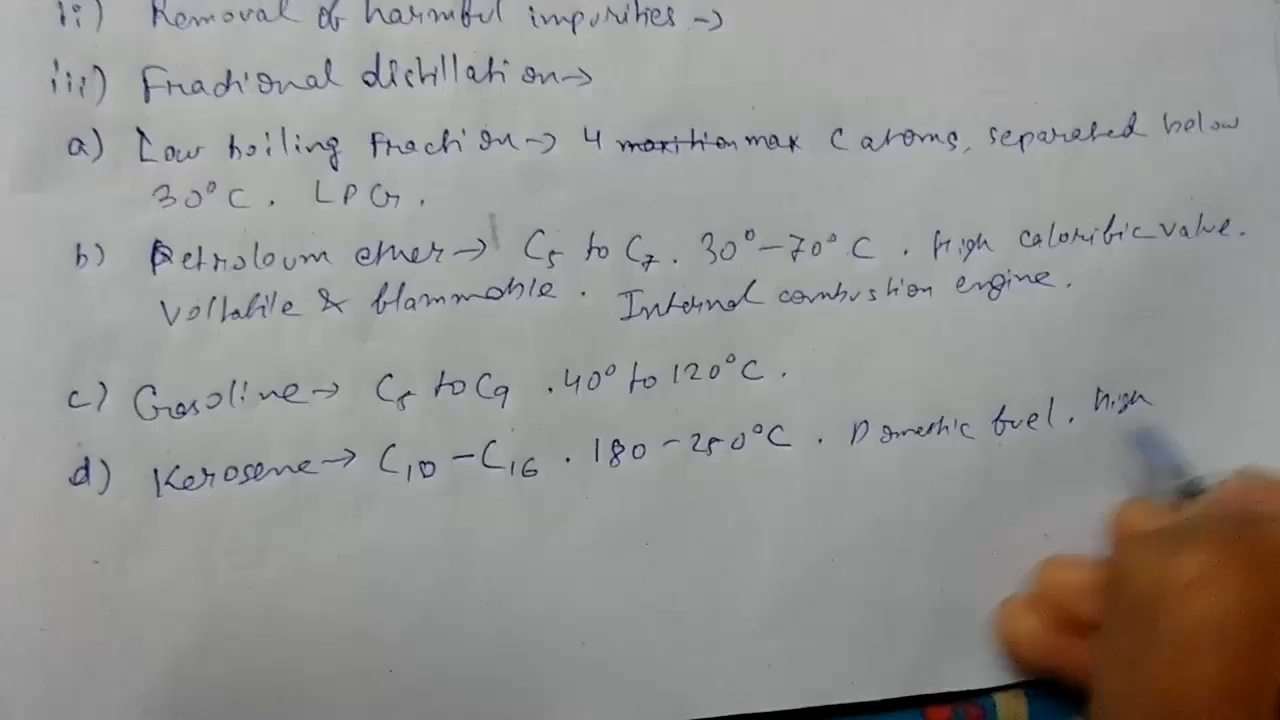 ii) Removal of harmful impurities →
iii) Fractional distillation →
a) Low boiling Fraction → 4 max C atoms, separated below
30°C. LPG.
b) Petroleum ether → C5 to C7. 30°-70°C. High calorific value.
Voltatile & flammable. Internal combustion engine.
c) Gasoline → C5 to C9. 40° to 120°C.
d) Kerosene → C10 - C16. 180-250°C. Domestic fuel. high